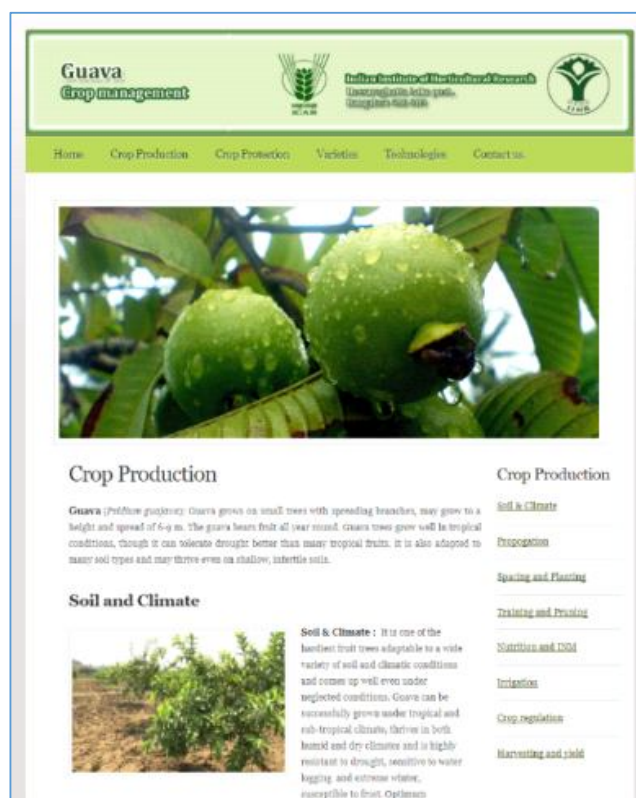 Guava
Crop management
ICAR
Indian Institute of Horticultural Research
Hessaraghatta Lake post,
Bangalore
IIHR
Home Crop Production Crop Protection Varieties Technologies Contact us
Crop Production
Guava (Psidium guajava): Guava grows on small trees with spreading branches, may grow to a
height and spread of 6-9 m. The guava bears fruit all year round. Guava trees grow well in tropical
conditions, though it can tolerate drought better than many tropical fruits. It is also adapted to
many soil types and may thrive even on shallow, infertile soils.
Soil and Climate
Soil & Climate : It is one of the
hardiest fruit trees adaptable to a wide
variety of soil and climatic conditions
and comes up well even under
neglected conditions. Guava can be
successfully grown under tropical and
sub-tropical climate, thrives in both
humid and dry climates and is highly
resistant to drought, sensitive to water
logging and extreme winter,
susceptible to frost. Optimum
Crop Production
Soil & Climate
Propogation
Spacing and Planting
Training and Pruning
Nutrition and INM
Irrigation
Crop regulation
Harvesting and yield